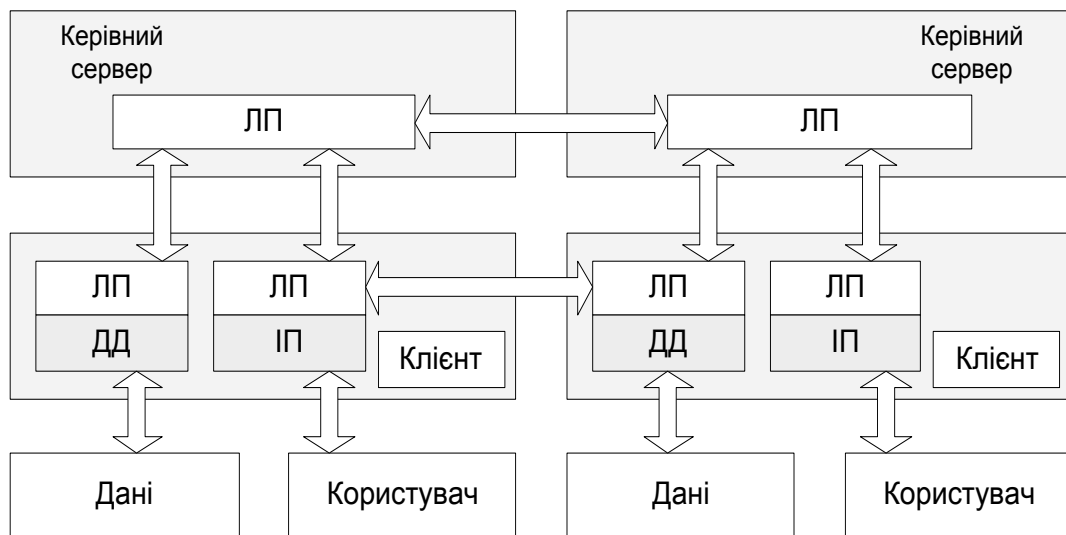 Керівний
сервер
Керівний
сервер
ЛП
ЛП
ЛП
ЛП
ЛП
ЛП
ДД
ІП
ДД
ІП
Клієнт
Клієнт
Дані
Користувач
Дані
Користувач